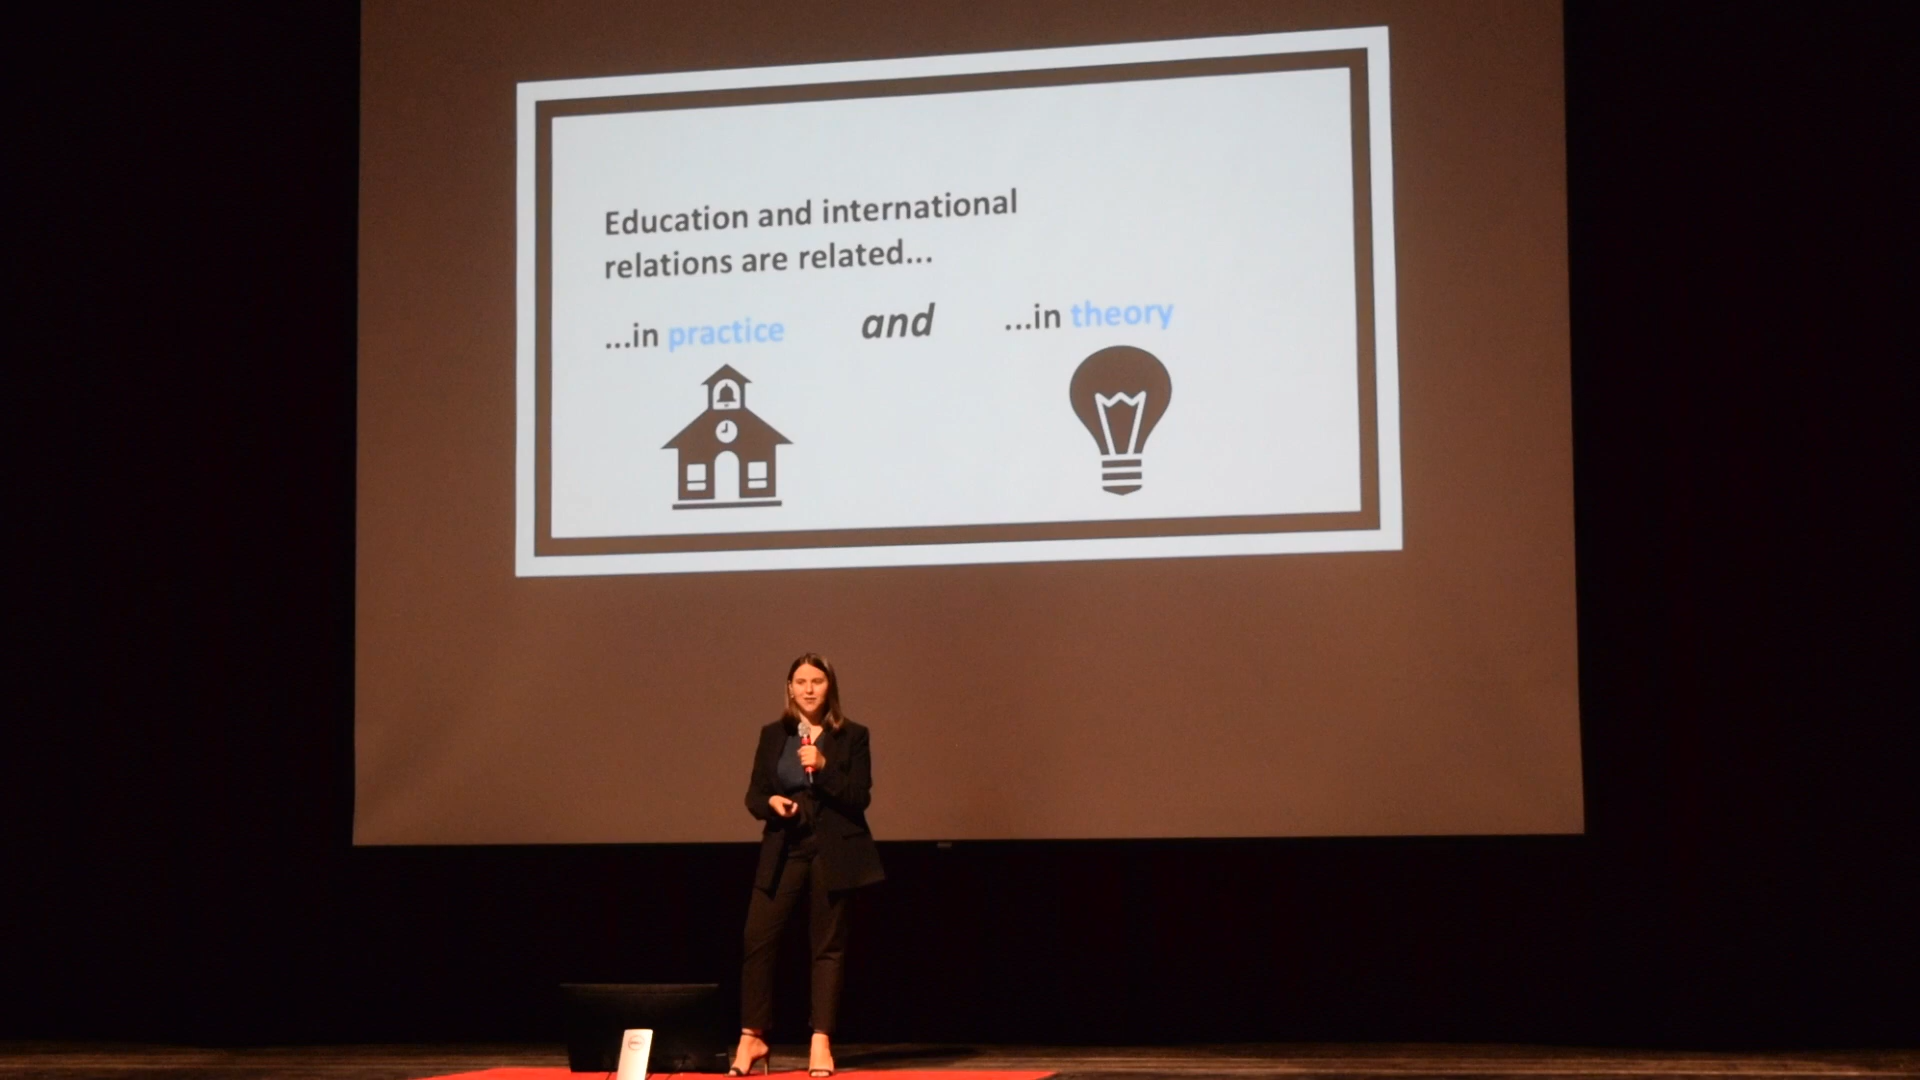 Education and international
relations are related...
...in practice and ...in theory